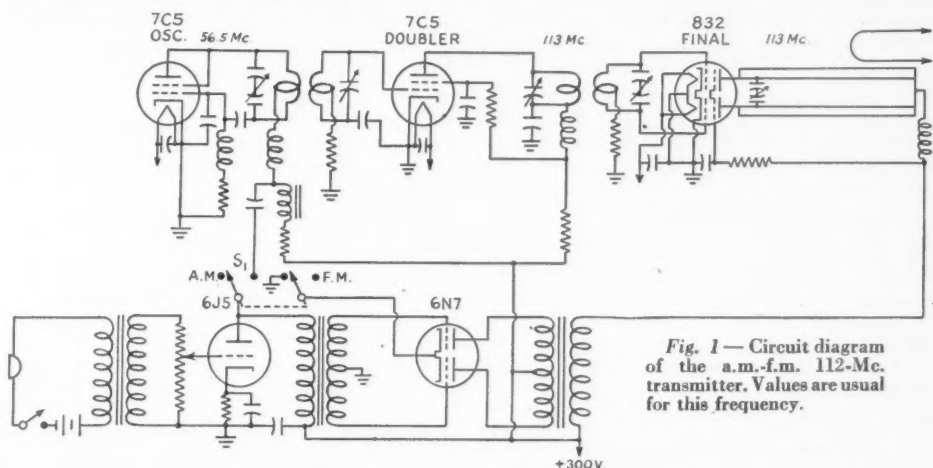 7C5
OSC.
56.5 Mc.
7C5
DOUBLER
113 Mc.
832
FINAL
113 Mc.
S1
A.M.
F.M.
6J5
6N7
Fig. 1 — Circuit diagram
of the a.m.-f.m. 112-Mc.
transmitter. Values are usual
for this frequency.
+300V.